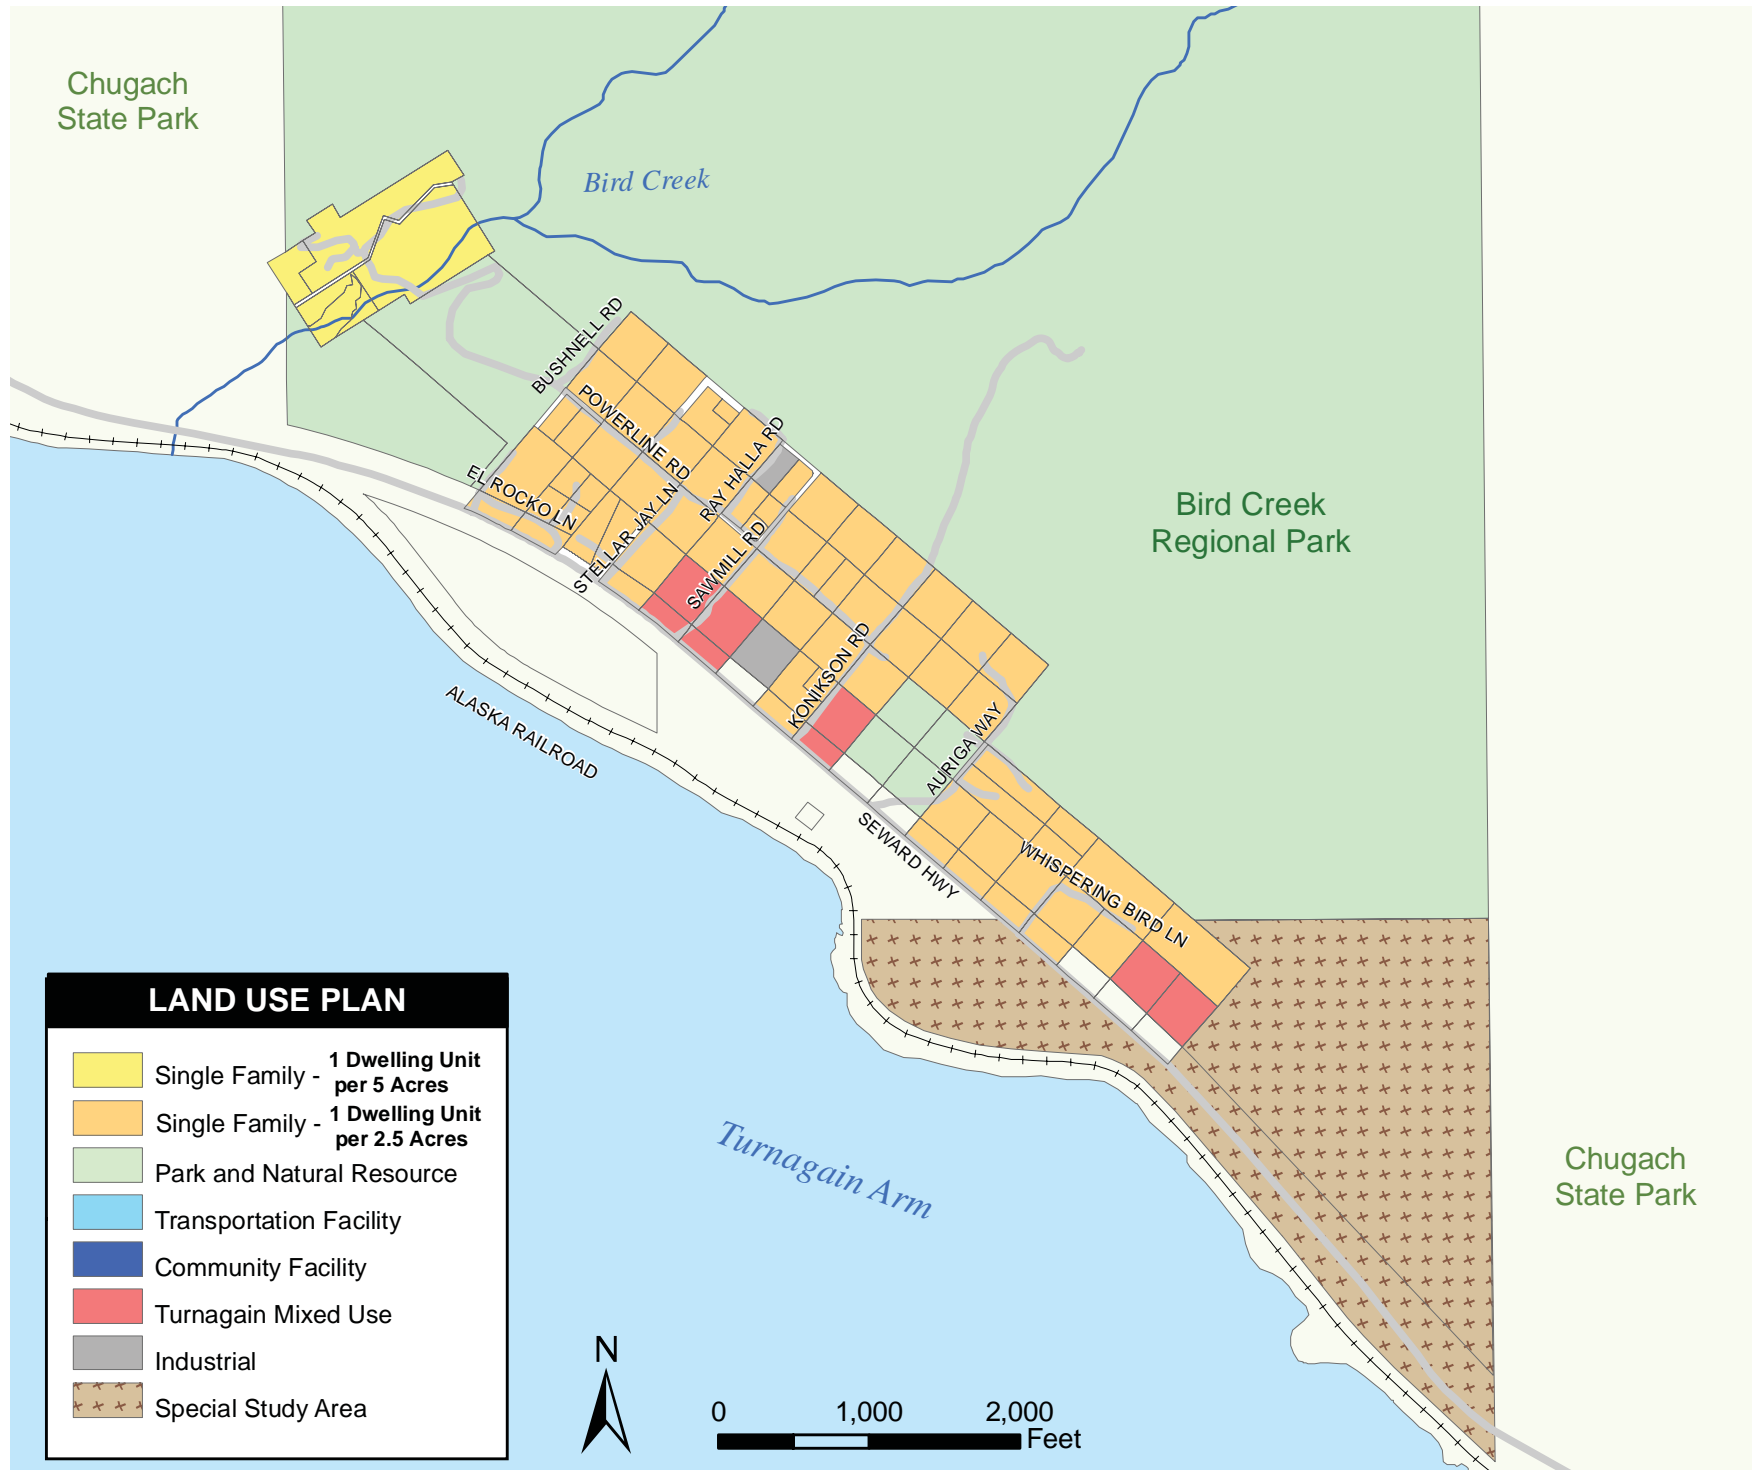 Chugach
State Park
Bird Creek
BUSHNELL RD
POWERLINE RD
RAY HALLA RD
EL ROCKO LN
STELLAR JAY LN
SAWMILL RD
Bird Creek
Regional Park
KONIKSON RD
ALASKA RAILROAD
AURIGA WAY
SEWARD HWY
WHISPERING BIRD LN
Turnagain Arm
Chugach
State Park
LAND USE PLAN
Single Family - 1 Dwelling Unit
per 5 Acres
Single Family - 1 Dwelling Unit
per 2.5 Acres
Park and Natural Resource
Transportation Facility
Community Facility
Turnagain Mixed Use
Industrial
Special Study Area
N
0 1,000 2,000
Feet